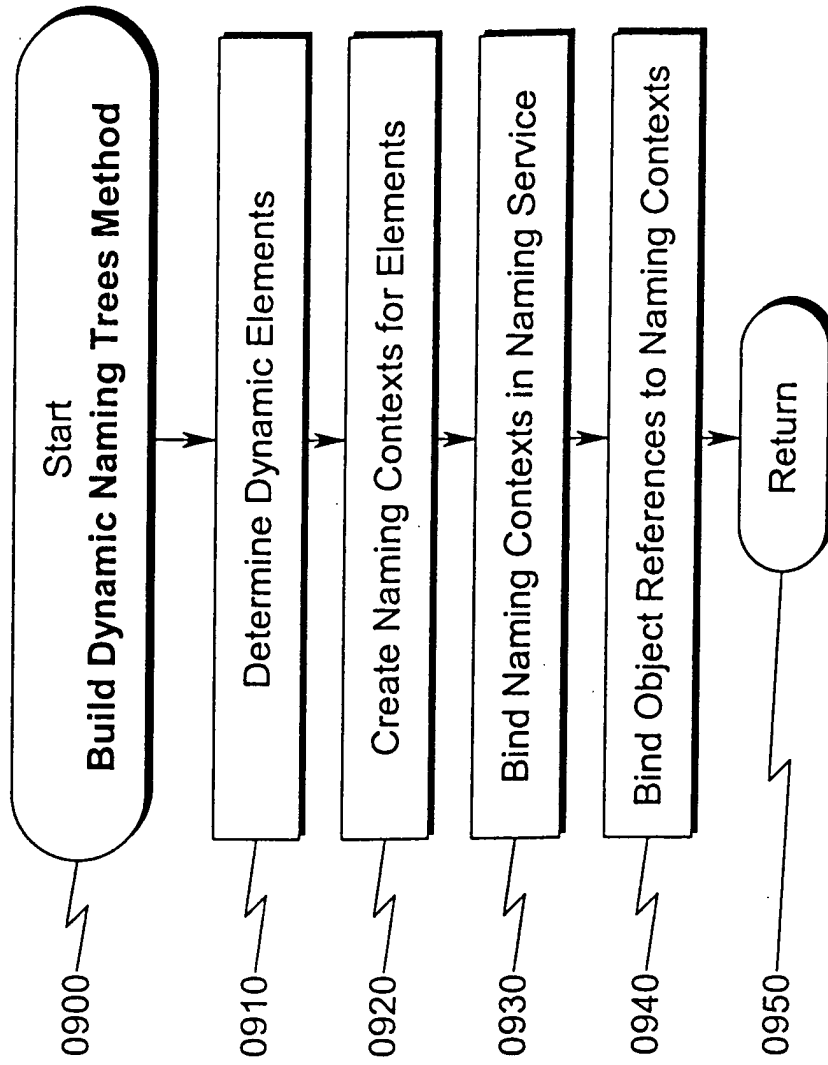 0900
Start
Build Dynamic Naming Trees Method
0910
Determine Dynamic Elements
0920
Create Naming Contexts for Elements
0930
Bind Naming Contexts in Naming Service
0940
Bind Object References to Naming Contexts
0950
Return